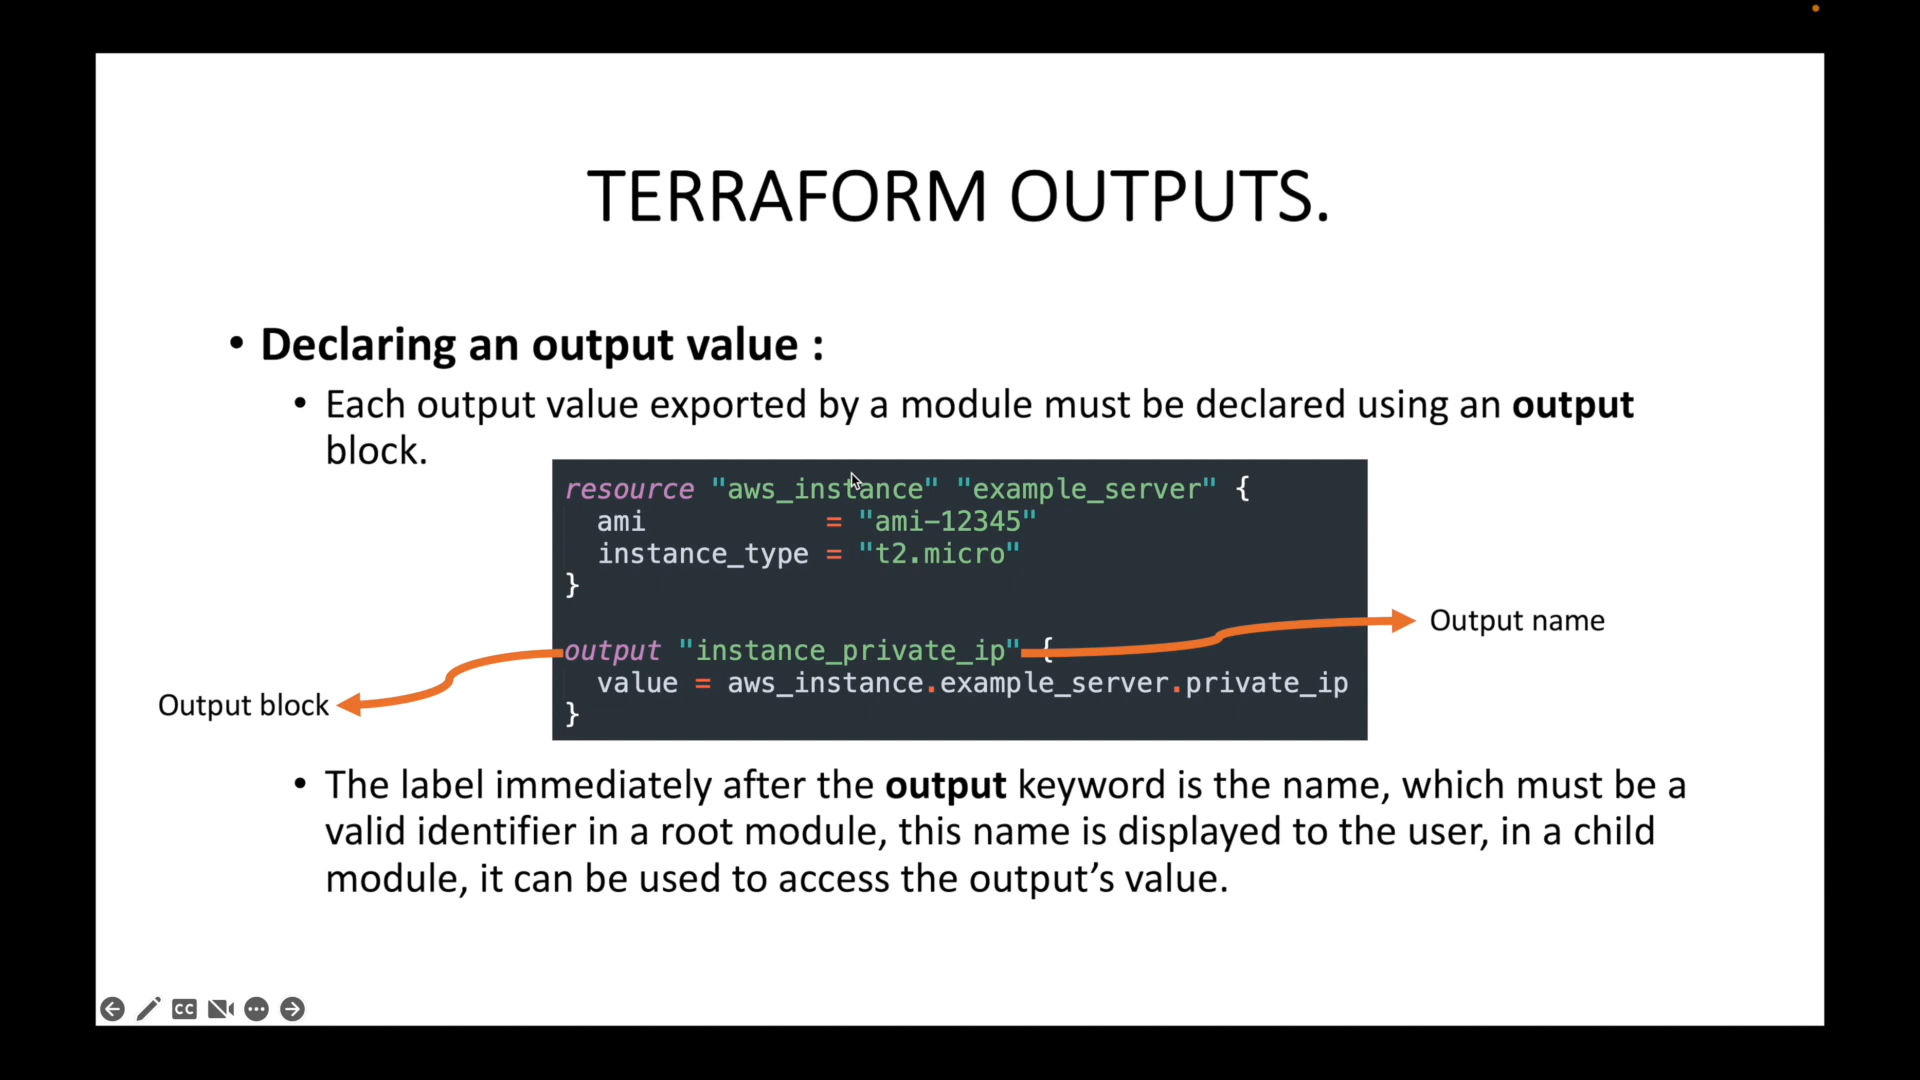 TERRAFORM OUTPUTS.
• Declaring an output value :
• Each output value exported by a module must be declared using an output
block.
resource "aws_instance" "example_server" {
  ami           = "ami-12345"
  instance_type = "t2.micro"
}
output "instance_private_ip" {
  value = aws_instance.example_server.private_ip
}
Output name
Output block
• The label immediately after the output keyword is the name, which must be a
valid identifier in a root module, this name is displayed to the user, in a child
module, it can be used to access the output’s value.
CC